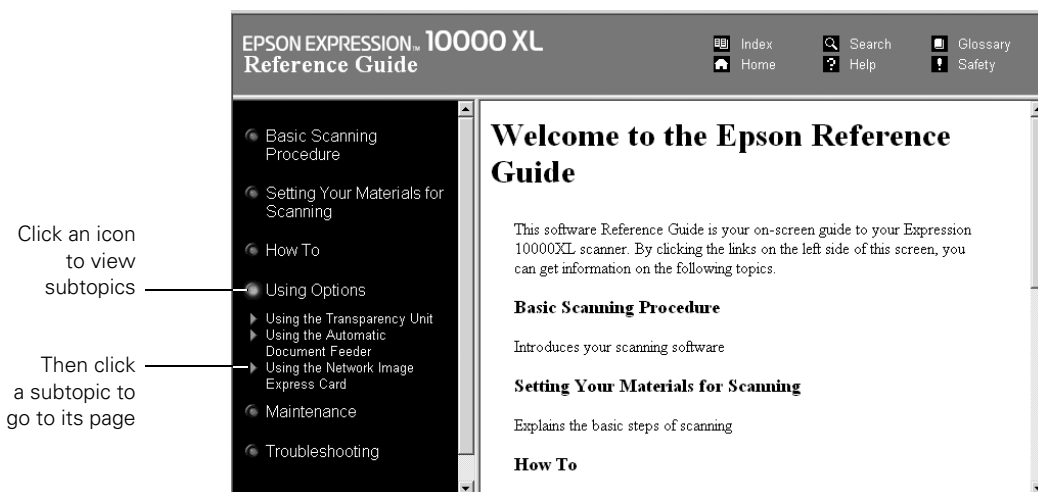 EPSON EXPRESSION™ 10000 XL
Reference Guide
Index
Search
Glossary
Home
Help
Safety
Click an icon
to view
subtopics
Then click
a subtopic to
go to its page
Basic Scanning
Procedure
Setting Your Materials for
Scanning
How To
Using Options
Using the Transparency Unit
Using the Automatic
Document Feeder
Using the Network Image
Express Card
Maintenance
Troubleshooting
Welcome to the Epson Reference
Guide
This software Reference Guide is your on-screen guide to your Expression
10000XL scanner. By clicking the links on the left side of this screen, you
can get information on the following topics.
Basic Scanning Procedure
Introduces your scanning software
Setting Your Materials for Scanning
Explains the basic steps of scanning
How To